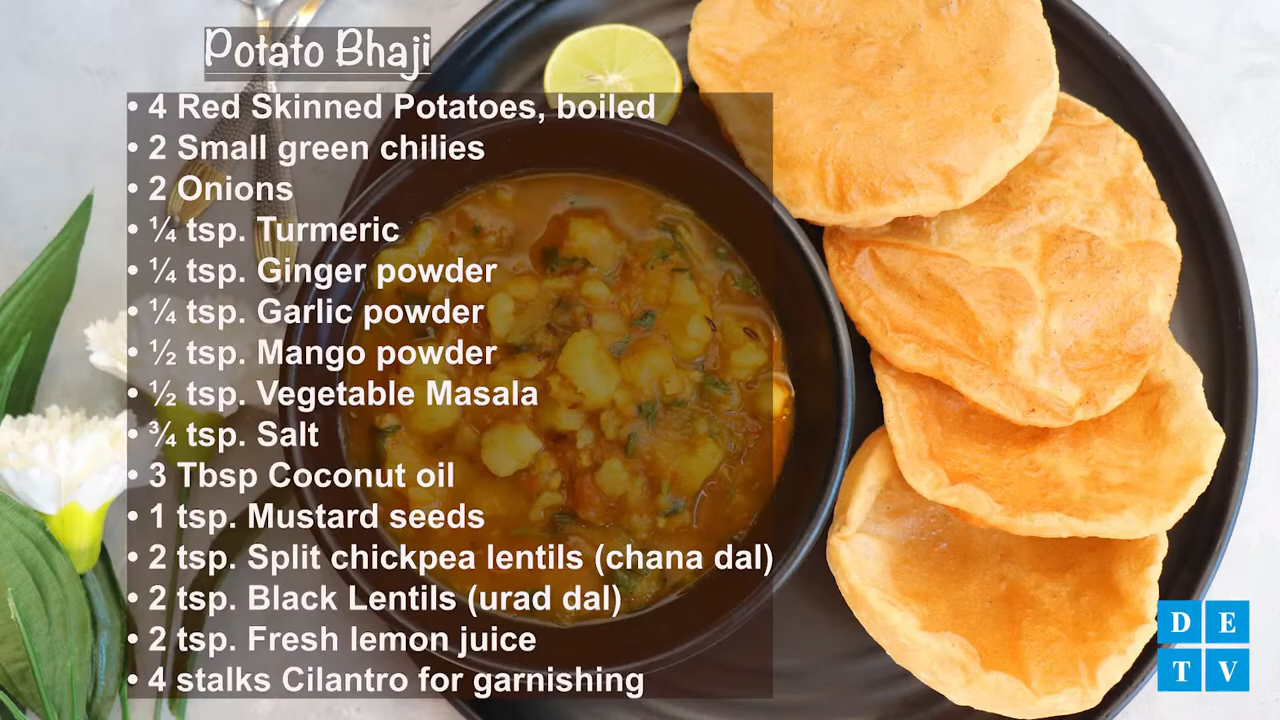 Potato Bhaji
• 4 Red Skinned Potatoes, boiled
• 2 Small green chilies
• 2 Onions
• ¼ tsp. Turmeric
• ¼ tsp. Ginger powder
• ¼ tsp. Garlic powder
• ½ tsp. Mango powder
• ½ tsp. Vegetable Masala
• ¾ tsp. Salt
• 3 Tbsp Coconut oil
• 1 tsp. Mustard seeds
• 2 tsp. Split chickpea lentils (chana dal)
• 2 tsp. Black Lentils (urad dal)
• 2 tsp. Fresh lemon juice
• 4 stalks Cilantro for garnishing
D E
T V